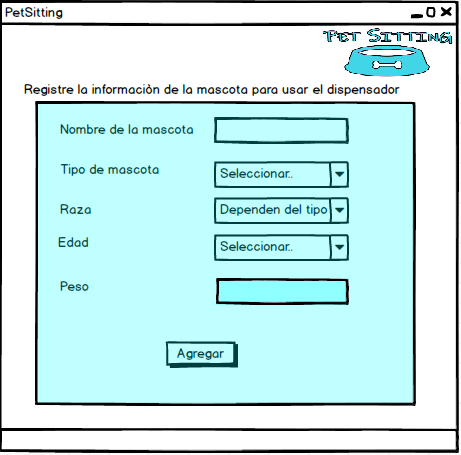 PetSitting
PET SITTING
Registre la informaciòn de la mascota para usar el dispensador
Nombre de la mascota
Tipo de mascota
Seleccionar..
Raza
Dependen del tipo
Edad
Seleccionar..
Peso
Agregar